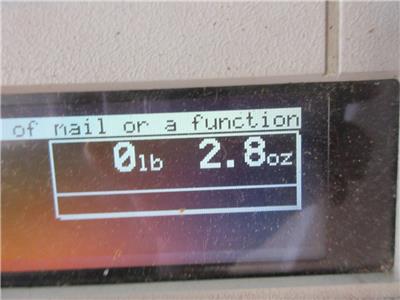 of mail or a function
0lb 2.8oz